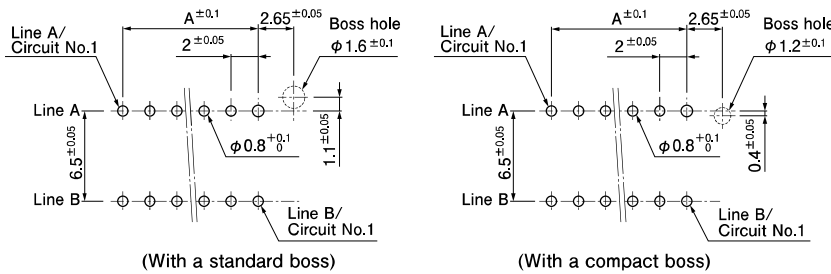 A±0.1
2.65±0.05
Boss hole
φ1.6±0.1
Line A/
Circuit No.1
2±0.05
Line A
6.5±0.05
φ0.8+0.1 0
1.1±0.05
Line B
Line B/
Circuit No.1
(With a standard boss)
A±0.1
2.65±0.05
Boss hole
φ1.2±0.1
Line A/
Circuit No.1
2±0.05
Line A
6.5±0.05
φ0.8+0.1 0
0.4±0.05
Line B
Line B/
Circuit No.1
(With a compact boss)